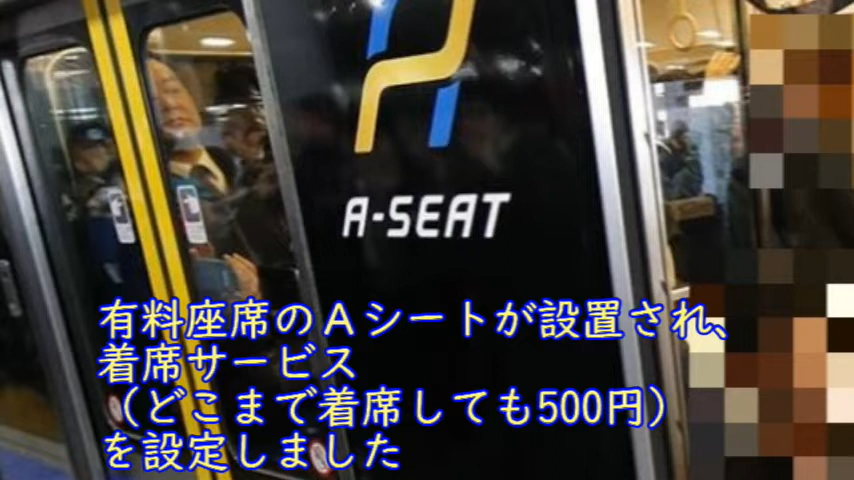 A-SEAT
有料座席のＡシートが設置され、
着席サービス
（どこまで着席しても500円）
を設定しました